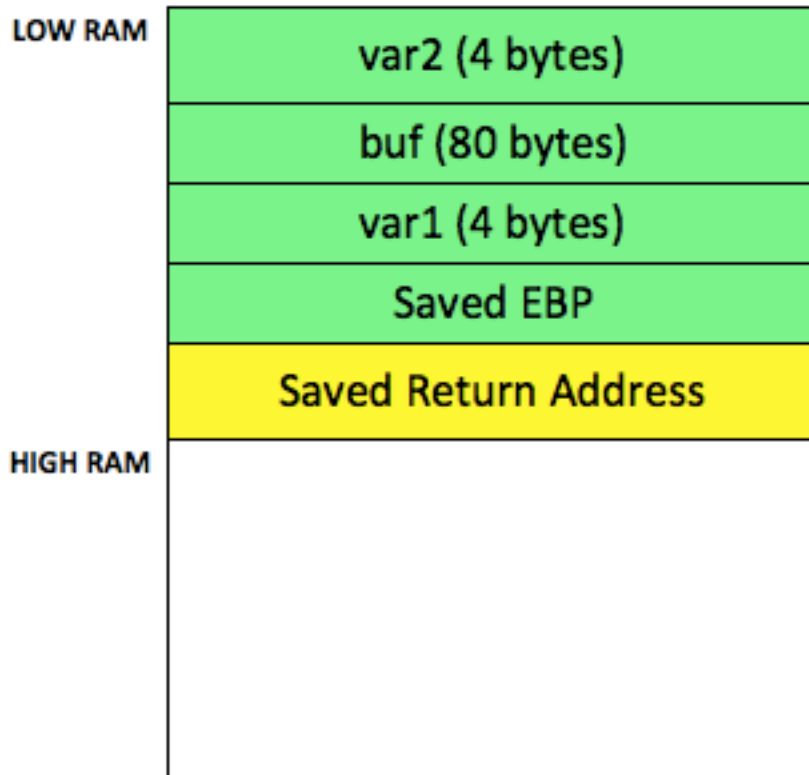 LOW RAM
var2 (4 bytes)
buf (80 bytes)
var1 (4 bytes)
Saved EBP
Saved Return Address
HIGH RAM